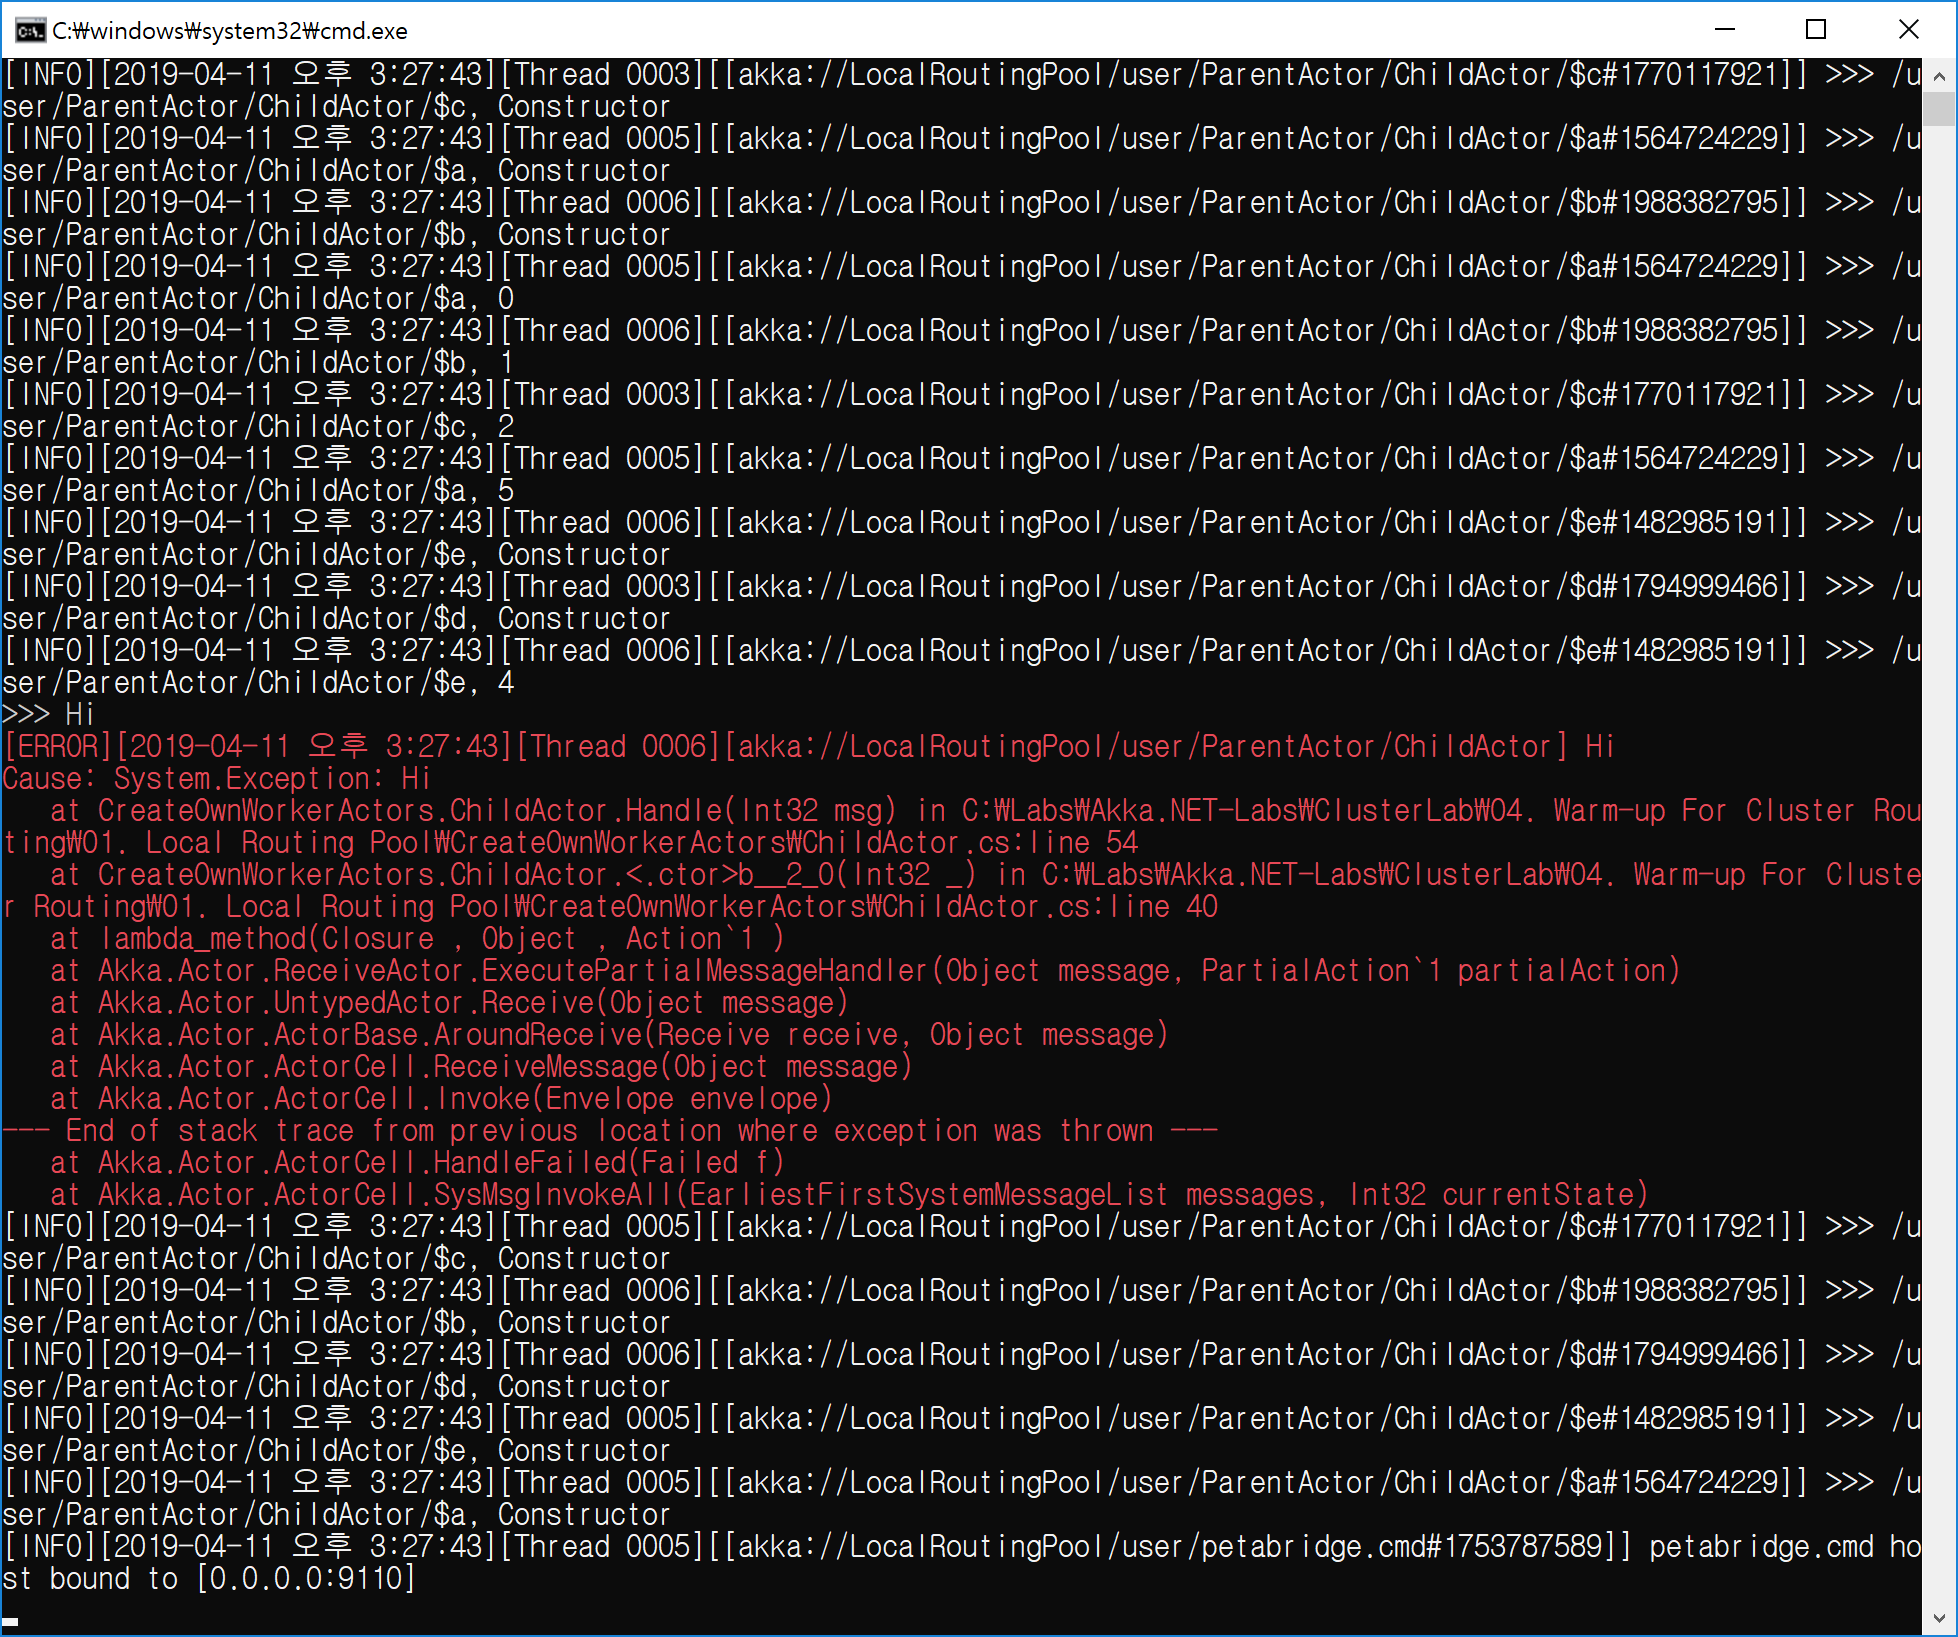 C:₩windows₩system32₩cmd.exe
[INFO][2019-04-11 오후 3:27:43][Thread 0003][[akka://LocalRoutingPool/user/ParentActor/ChildActor/$c#1770117921]] >>> /u
ser/ParentActor/ChildActor/$c, Constructor
[INFO][2019-04-11 오후 3:27:43][Thread 0005][[akka://LocalRoutingPool/user/ParentActor/ChildActor/$a#1564724229]] >>> /u
ser/ParentActor/ChildActor/$a, Constructor
[INFO][2019-04-11 오후 3:27:43][Thread 0006][[akka://LocalRoutingPool/user/ParentActor/ChildActor/$b#1988382795]] >>> /u
ser/ParentActor/ChildActor/$b, Constructor
[INFO][2019-04-11 오후 3:27:43][Thread 0005][[akka://LocalRoutingPool/user/ParentActor/ChildActor/$a#1564724229]] >>> /u
ser/ParentActor/ChildActor/$a, 0
[INFO][2019-04-11 오후 3:27:43][Thread 0006][[akka://LocalRoutingPool/user/ParentActor/ChildActor/$b#1988382795]] >>> /u
ser/ParentActor/ChildActor/$b, 1
[INFO][2019-04-11 오후 3:27:43][Thread 0003][[akka://LocalRoutingPool/user/ParentActor/ChildActor/$c#1770117921]] >>> /u
ser/ParentActor/ChildActor/$c, 2
[INFO][2019-04-11 오후 3:27:43][Thread 0005][[akka://LocalRoutingPool/user/ParentActor/ChildActor/$a#1564724229]] >>> /u
ser/ParentActor/ChildActor/$a, 5
[INFO][2019-04-11 오후 3:27:43][Thread 0006][[akka://LocalRoutingPool/user/ParentActor/ChildActor/$e#1482985191]] >>> /u
ser/ParentActor/ChildActor/$e, Constructor
[INFO][2019-04-11 오후 3:27:43][Thread 0003][[akka://LocalRoutingPool/user/ParentActor/ChildActor/$d#1794999466]] >>> /u
ser/ParentActor/ChildActor/$d, Constructor
[INFO][2019-04-11 오후 3:27:43][Thread 0006][[akka://LocalRoutingPool/user/ParentActor/ChildActor/$e#1482985191]] >>> /u
ser/ParentActor/ChildActor/$e, 4
>>> Hi
[ERROR][2019-04-11 오후 3:27:43][Thread 0006][akka://LocalRoutingPool/user/ParentActor/ChildActor] Hi
Cause: System.Exception: Hi
   at CreateOwnWorkerActors.ChildActor.Handle(Int32 msg) in C:₩Labs₩Akka.NET-Labs₩ClusterLab₩04. Warm-up For Cluster Rou
ting₩01. Local Routing Pool₩CreateOwnWorkerActors₩ChildActor.cs:line 54
   at CreateOwnWorkerActors.ChildActor.<.ctor>b__2_0(Int32 _) in C:₩Labs₩Akka.NET-Labs₩ClusterLab₩04. Warm-up For Cluste
r Routing₩01. Local Routing Pool₩CreateOwnWorkerActors₩ChildActor.cs:line 40
   at lambda_method(Closure , Object , Action`1 )
   at Akka.Actor.ReceiveActor.ExecutePartialMessageHandler(Object message, PartialAction`1 partialAction)
   at Akka.Actor.UntypedActor.Receive(Object message)
   at Akka.Actor.ActorBase.AroundReceive(Receive receive, Object message)
   at Akka.Actor.ActorCell.ReceiveMessage(Object message)
   at Akka.Actor.ActorCell.Invoke(Envelope envelope)
--- End of stack trace from previous location where exception was thrown ---
   at Akka.Actor.ActorCell.HandleFailed(Failed f)
   at Akka.Actor.ActorCell.SysMsgInvokeAll(EarliestFirstSystemMessageList messages, Int32 currentState)
[INFO][2019-04-11 오후 3:27:43][Thread 0005][[akka://LocalRoutingPool/user/ParentActor/ChildActor/$c#1770117921]] >>> /u
ser/ParentActor/ChildActor/$c, Constructor
[INFO][2019-04-11 오후 3:27:43][Thread 0006][[akka://LocalRoutingPool/user/ParentActor/ChildActor/$b#1988382795]] >>> /u
ser/ParentActor/ChildActor/$b, Constructor
[INFO][2019-04-11 오후 3:27:43][Thread 0006][[akka://LocalRoutingPool/user/ParentActor/ChildActor/$d#1794999466]] >>> /u
ser/ParentActor/ChildActor/$d, Constructor
[INFO][2019-04-11 오후 3:27:43][Thread 0005][[akka://LocalRoutingPool/user/ParentActor/ChildActor/$e#1482985191]] >>> /u
ser/ParentActor/ChildActor/$e, Constructor
[INFO][2019-04-11 오후 3:27:43][Thread 0005][[akka://LocalRoutingPool/user/ParentActor/ChildActor/$a#1564724229]] >>> /u
ser/ParentActor/ChildActor/$a, Constructor
[INFO][2019-04-11 오후 3:27:43][Thread 0005][[akka://LocalRoutingPool/user/petabridge.cmd#1753787589]] petabridge.cmd ho
st bound to [0.0.0.0:9110]